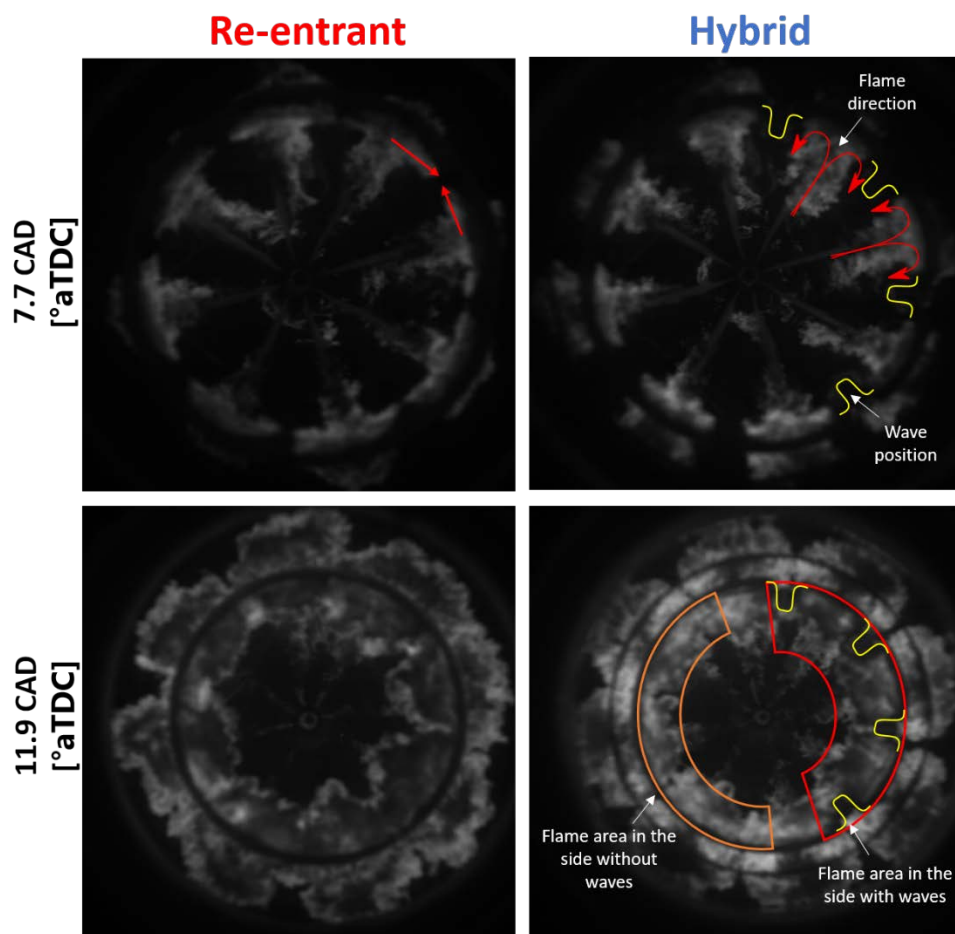 Re-entrant
Hybrid
7.7 CAD
[°aTDC]
Flame
direction
Wave
position
11.9 CAD
[°aTDC]
Flame area in the
side without
waves
Flame area in the
side with waves